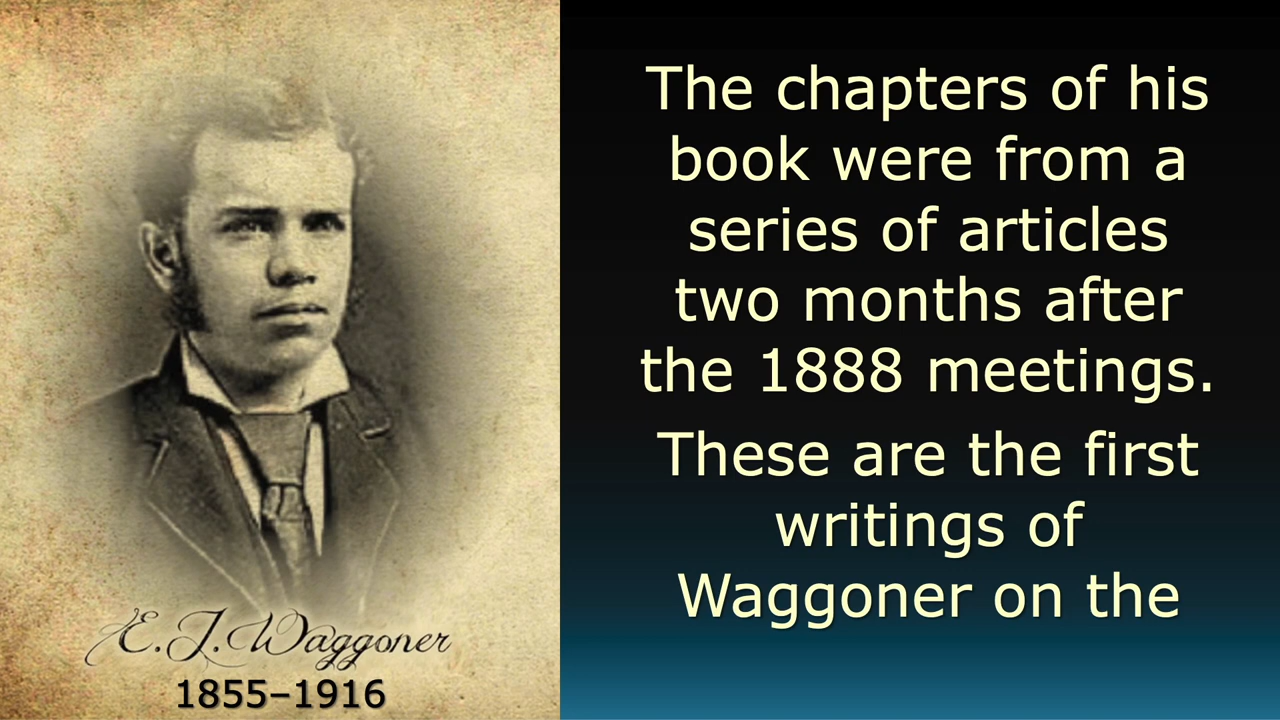 The chapters of his
book were from a
series of articles
two months after
the 1888 meetings.
These are the first
writings of
Waggoner on the
E. J. Waggoner
1855–1916